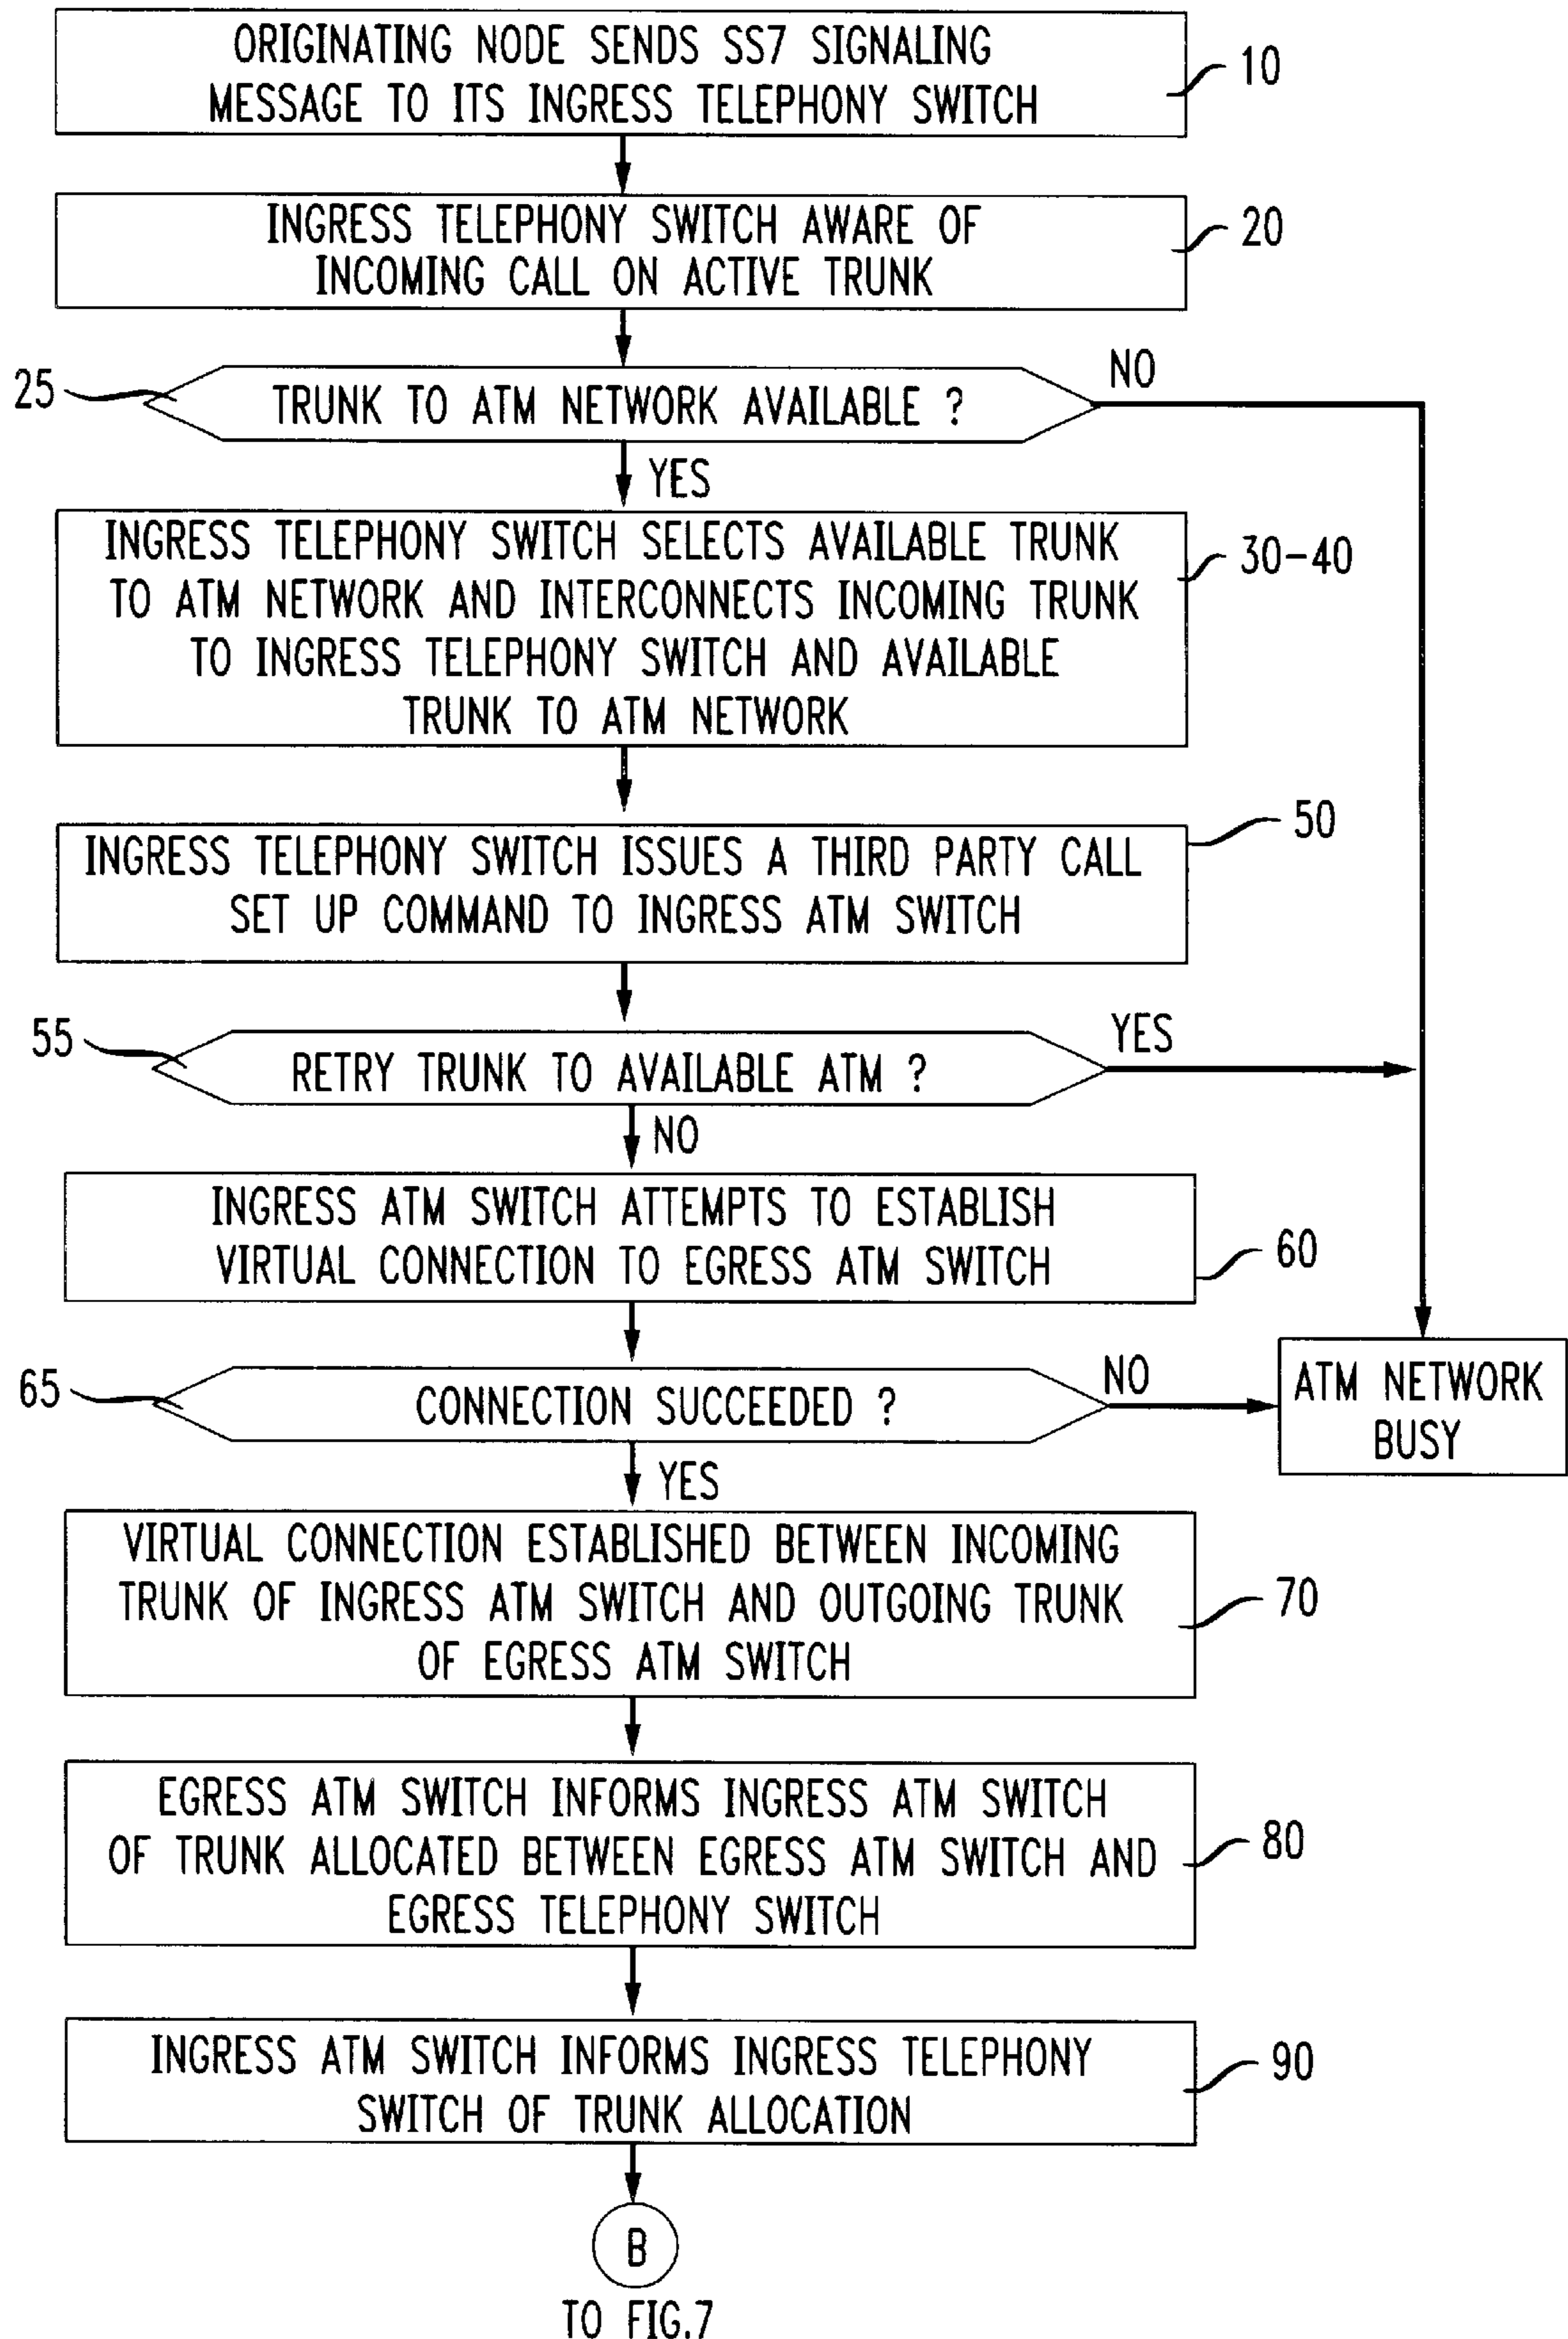 ORIGINATING NODE SENDS SS7 SIGNALING
MESSAGE TO ITS INGRESS TELEPHONY SWITCH
10
INGRESS TELEPHONY SWITCH AWARE OF
INCOMING CALL ON ACTIVE TRUNK
20
25
TRUNK TO ATM NETWORK AVAILABLE ?
NO
YES
INGRESS TELEPHONY SWITCH SELECTS AVAILABLE TRUNK
TO ATM NETWORK AND INTERCONNECTS INCOMING TRUNK
TO INGRESS TELEPHONY SWITCH AND AVAILABLE
TRUNK TO ATM NETWORK
30-40
INGRESS TELEPHONY SWITCH ISSUES A THIRD PARTY CALL
SET UP COMMAND TO INGRESS ATM SWITCH
50
55
RETRY TRUNK TO AVAILABLE ATM ?
YES
NO
INGRESS ATM SWITCH ATTEMPTS TO ESTABLISH
VIRTUAL CONNECTION TO EGRESS ATM SWITCH
60
65
CONNECTION SUCCEEDED ?
NO
ATM NETWORK
BUSY
YES
VIRTUAL CONNECTION ESTABLISHED BETWEEN INCOMING
TRUNK OF INGRESS ATM SWITCH AND OUTGOING TRUNK
OF EGRESS ATM SWITCH
70
EGRESS ATM SWITCH INFORMS INGRESS ATM SWITCH
OF TRUNK ALLOCATED BETWEEN EGRESS ATM SWITCH AND
EGRESS TELEPHONY SWITCH
80
INGRESS ATM SWITCH INFORMS INGRESS TELEPHONY
SWITCH OF TRUNK ALLOCATION
90
B
TO FIG.7